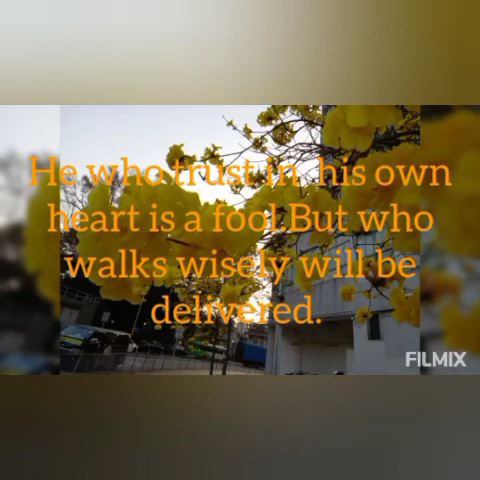 He who trust in his own
heart is a fool.But who
walks wisely will be
delivered.
FILMIX